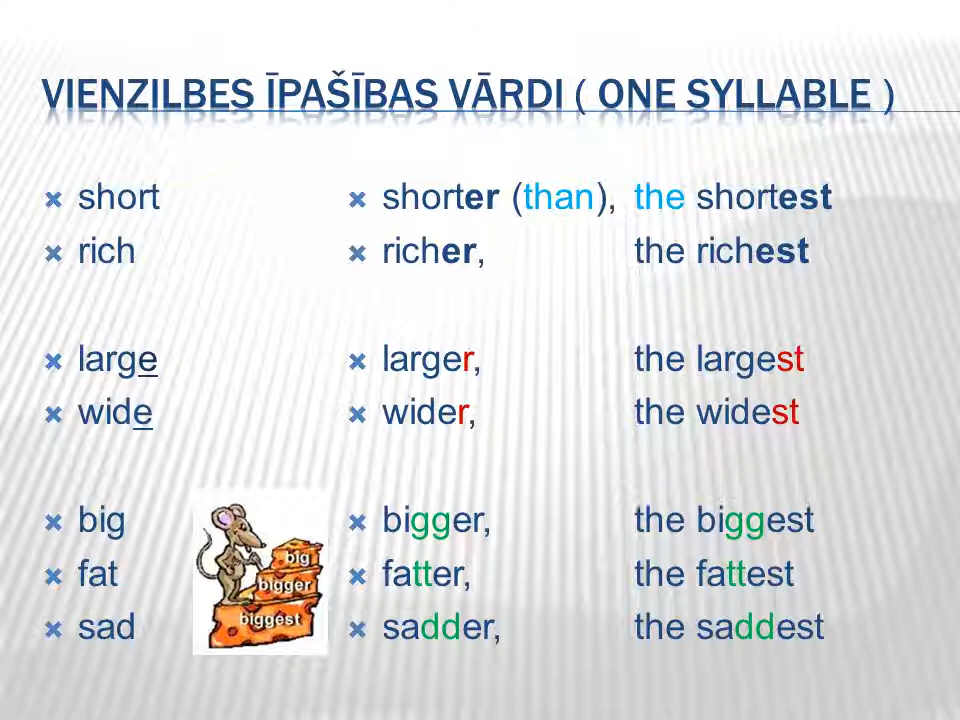 VIENZILBES ĪPAŠĪBAS VĀRDI ( ONE SYLLABLE )
short shorter (than), the shortest
rich richer, the richest
large larger, the largest
wide wider, the widest
big bigger, the biggest
fat fatter, the fattest
sad sadder, the saddest
big
bigger
biggest